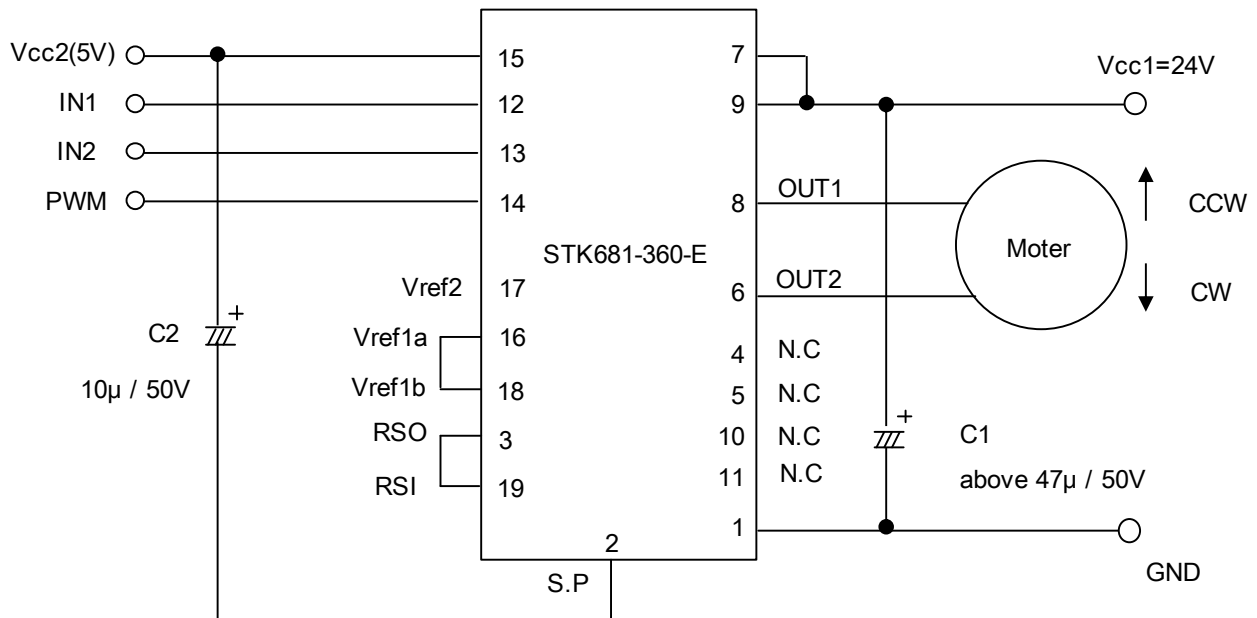 Vcc2(5V)
15
7
Vcc1=24V
IN1
12
9
IN2
13
PWM
14
8
OUT1
CCW
STK681-360-E
Moter
Vref2
17
6
OUT2
CW
C2
+
Vref1a
16
4
N.C
10µ / 50V
Vref1b
18
5
N.C
RSO
3
10
N.C
+
C1
RSI
19
11
N.C
above 47µ / 50V
1
2
S.P
GND